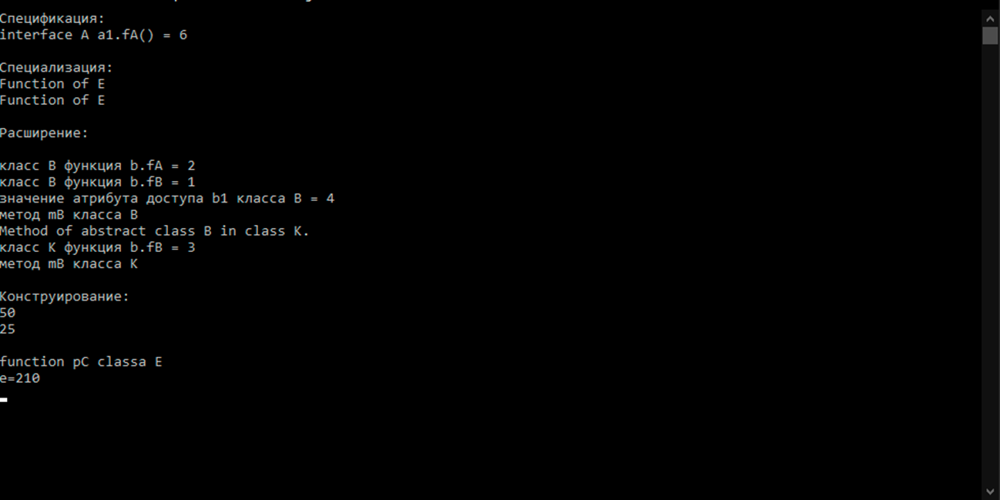 Спецификация:
interface A a1.fA() = 6
Специализация:
Function of E
Function of E
Расширение:
класс B функция b.fA = 2
класс B функция b.fB = 1
значение атрибута доступа b1 класса B = 4
метод mB класса B
Method of abstract class B in class K.
класс K функция b.fB = 3
метод mB класса K
Конструирование:
50
25
function pC classa E
e=210